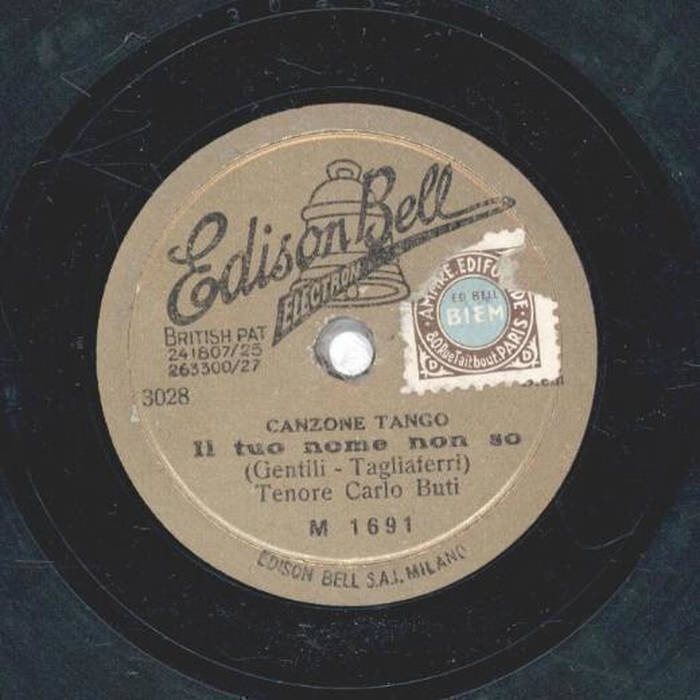 Edison Bell
ELECTRON
BRITISH PAT
241807/25
263300/27
ED BELL
BIEM
80 Rue Taitbout. PARIS
D D
3028
CANZONE TANGO
Il tuo nome non so
(Gentili - Tagliaferri)
Tenore Carlo Buti
M 1691
EDISON BELL S.A.I. MILANO